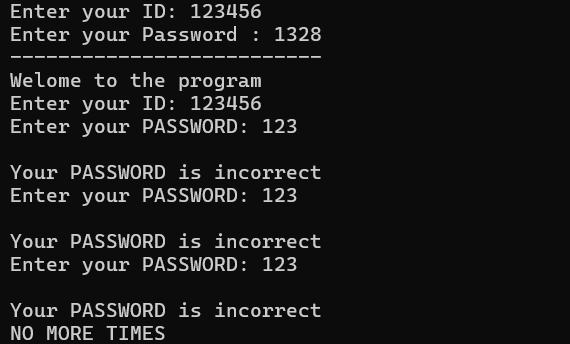 Enter your ID: 123456
Enter your Password : 1328
--------------------------
Welome to the program
Enter your ID: 123456
Enter your PASSWORD: 123
Your PASSWORD is incorrect
Enter your PASSWORD: 123
Your PASSWORD is incorrect
Enter your PASSWORD: 123
Your PASSWORD is incorrect
NO MORE TIMES